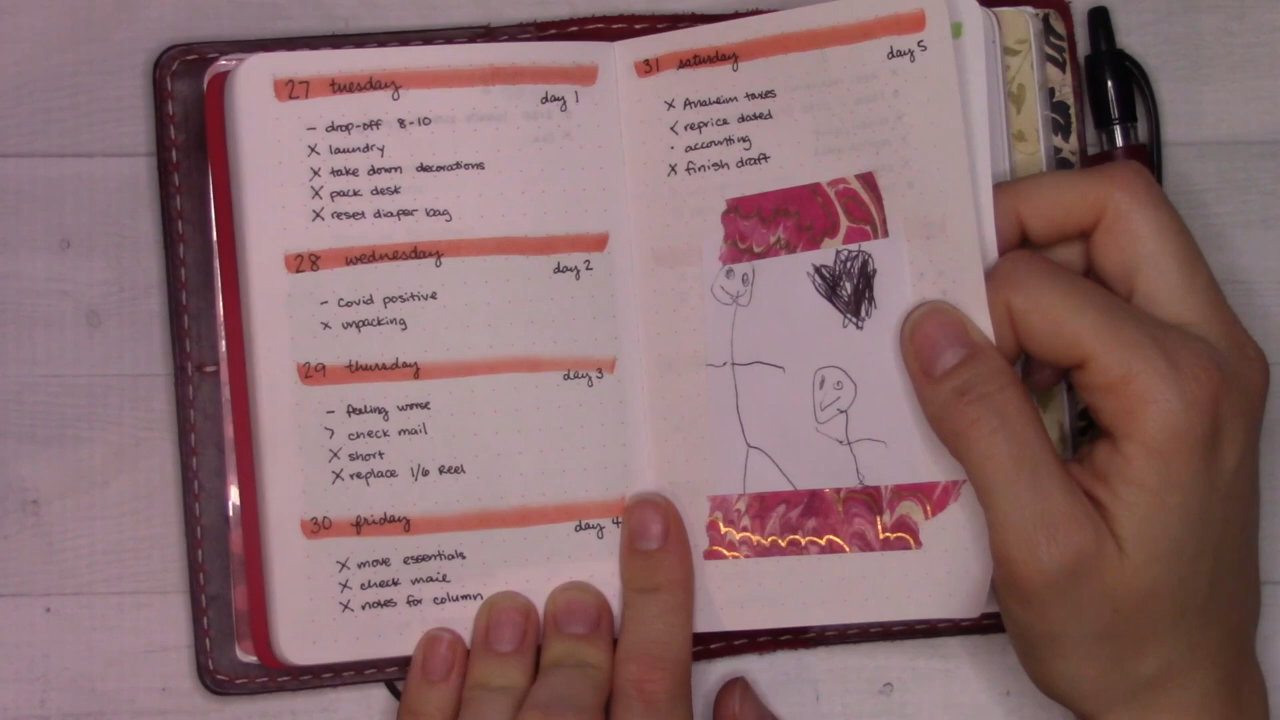 27 tuesday
day 1
– drop-off 8-10
X laundry
X take down decorations
X pack desk
X reset diaper bag
28 wednesday
day 2
– covid positive
x unpacking
29 thursday
day 3
– feeling worse
> check mail
X short
X replace 1/6 Reel
30 friday
day 4
X move essentials
X check mail
X notes for column
31 saturday
day 5
X Anaheim taxes
< reprice dated
· accounting
X finish draft